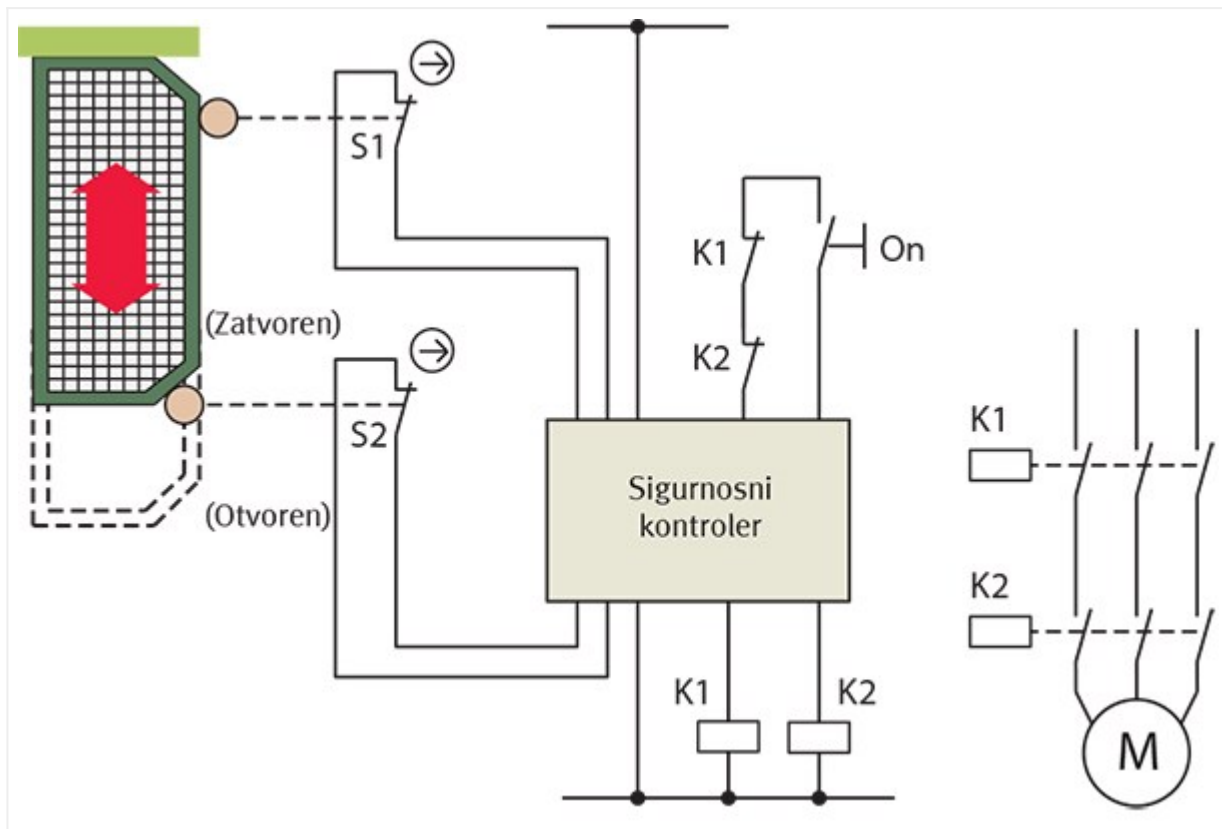 S1
(Zatvoren)
S2
(Otvoren)
K1
On
K2
Sigurnosni
kontroler
K1
K2
K1
K2
M